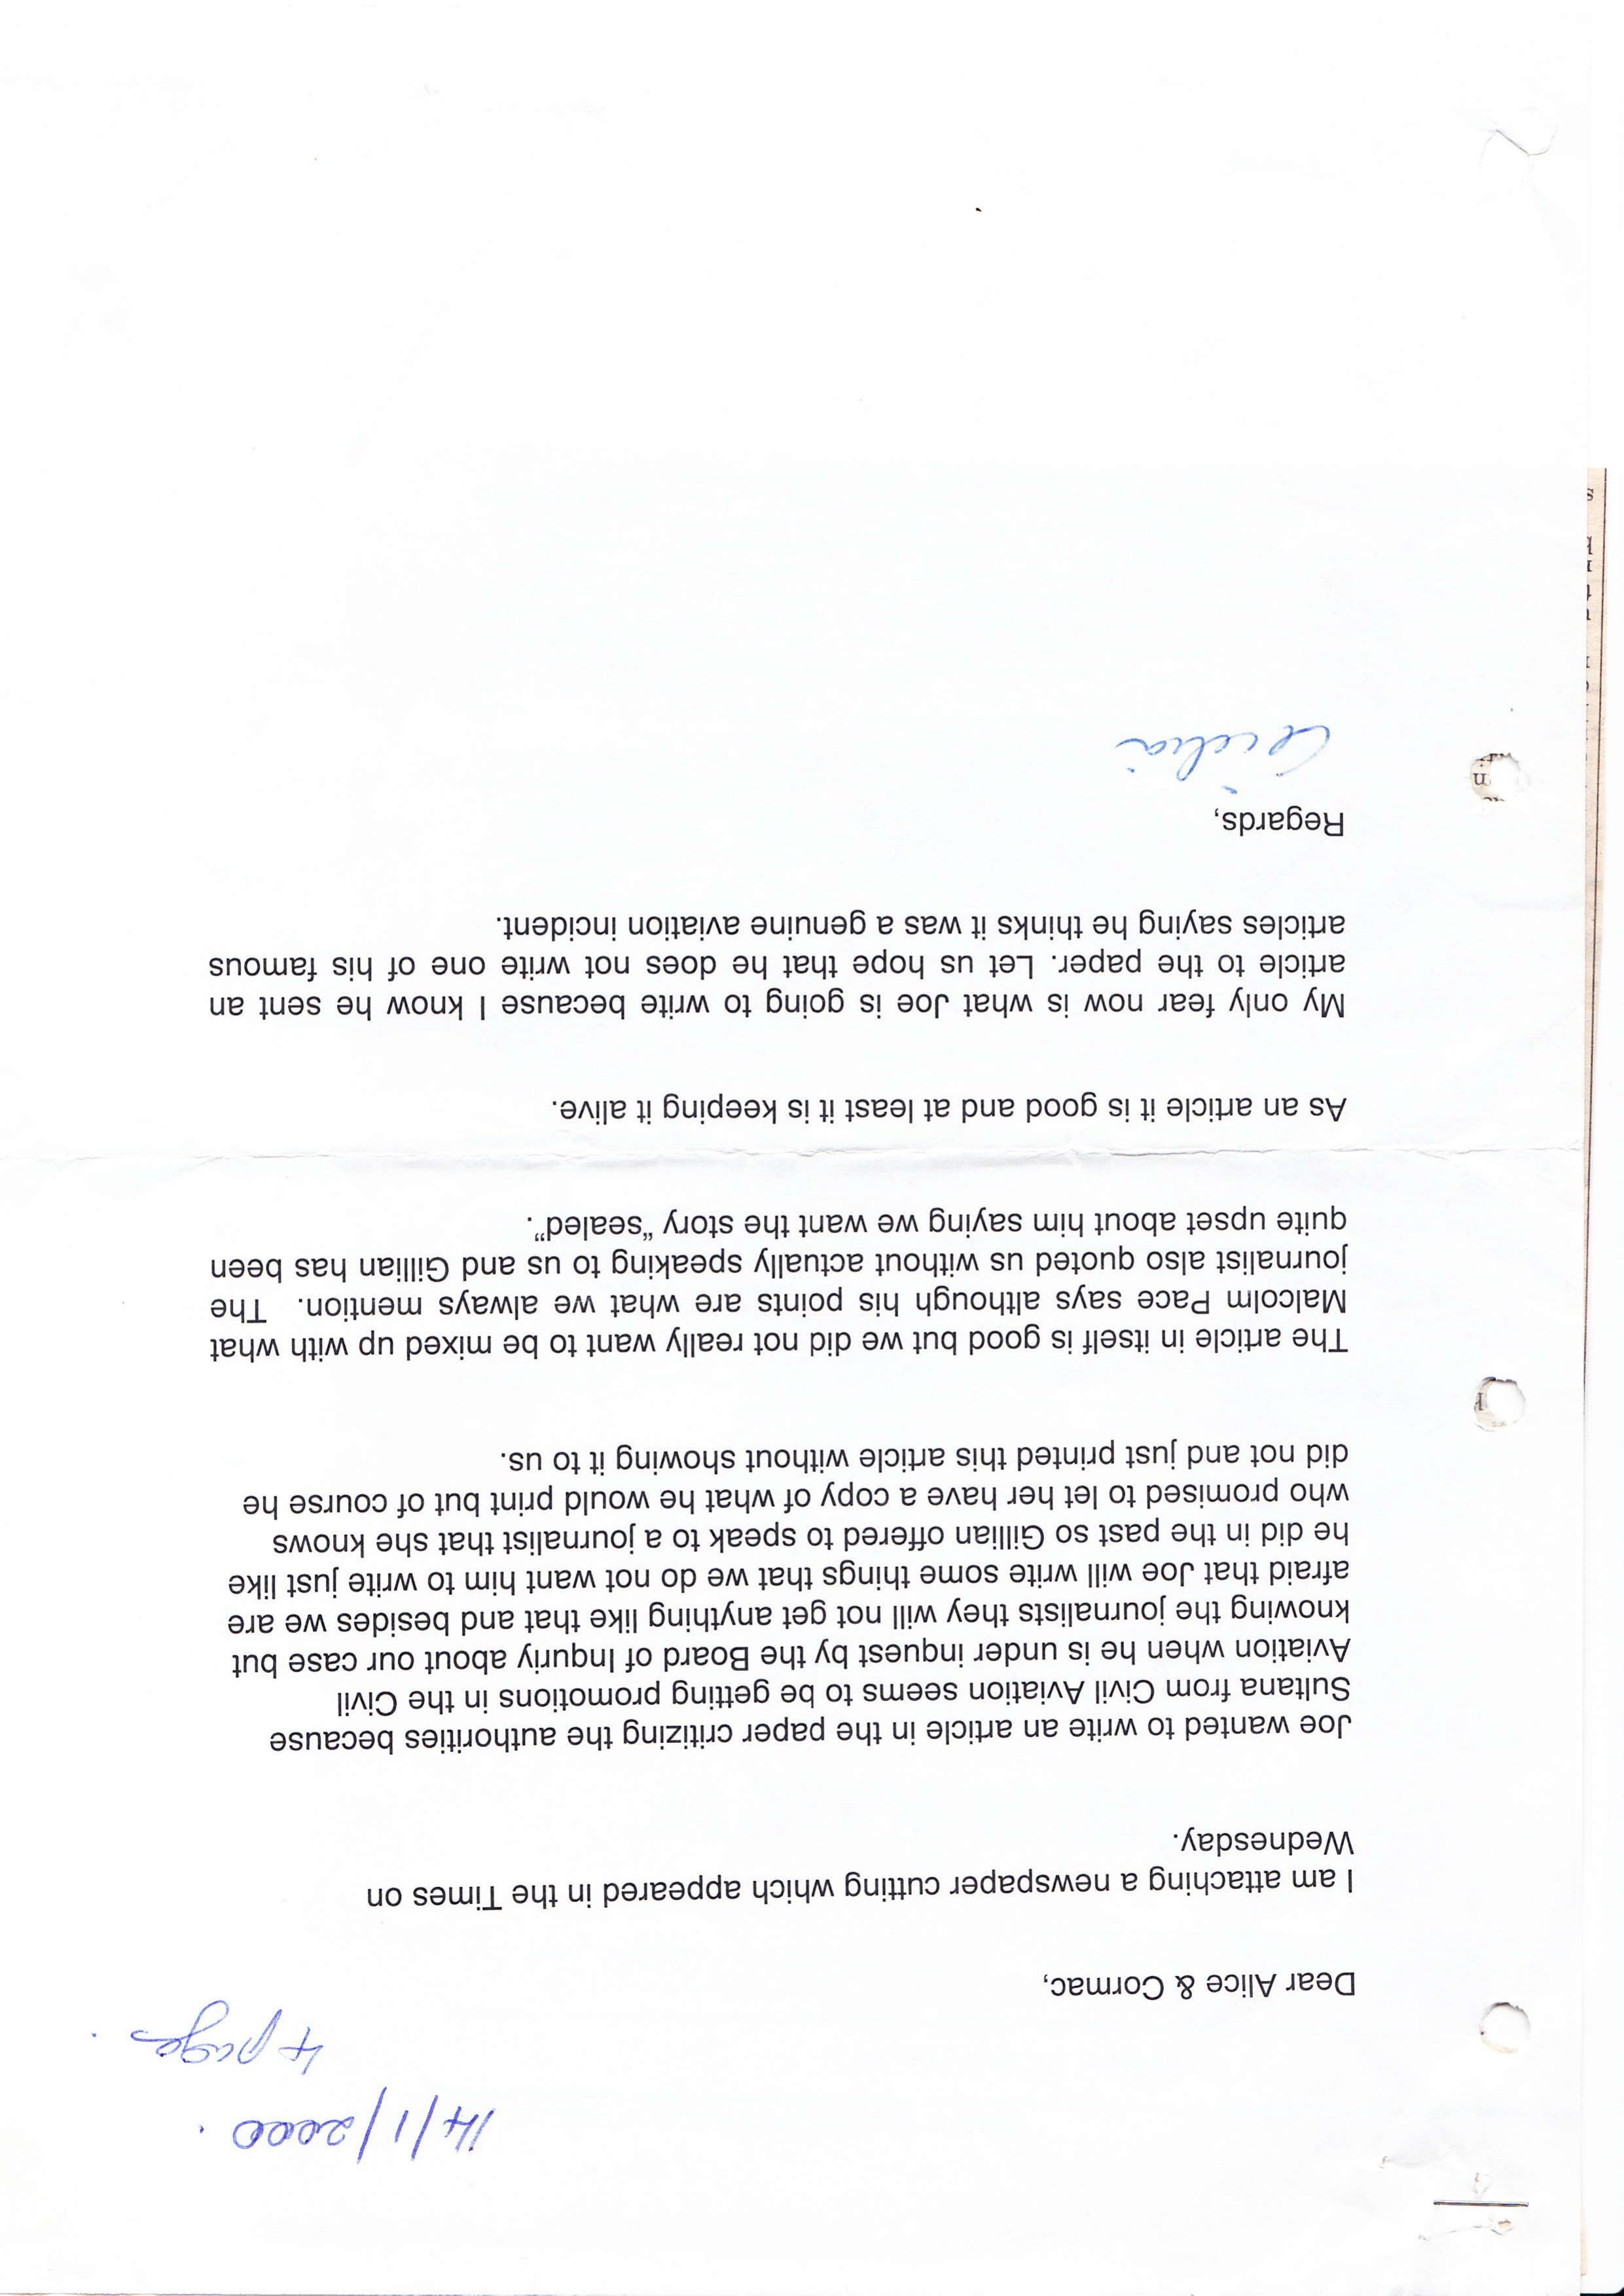 14/1/2000.
4 pages.
Dear Alice & Cormac,
I am attaching a newspaper cutting which appeared in the Times on
Wednesday.
Joe wanted to write an article in the paper critizing the authorities because
Sultana from Civil Aviation seems to be getting promotions in the Civil
Aviation when he is under inquest by the Board of Inquriy about our case but
knowing the journalists they will not get anything like that and besides we are
afraid that Joe will write some things that we do not want him to write just like
he did in the past so Gillian offered to speak to a journalist that she knows
who promised to let her have a copy of what he would print but of course he
did not and just printed this article without showing it to us.
The article in itself is good but we did not really want to be mixed up with what
Malcolm Pace says although his points are what we always mention.  The
journalist also quoted us without actually speaking to us and Gillian has been
quite upset about him saying we want the story “sealed”.
As an article it is good and at least it is keeping it alive.
My only fear now is what Joe is going to write because I know he sent an
article to the paper. Let us hope that he does not write one of his famous
articles saying he thinks it was a genuine aviation incident.
Regards,
Cecilia